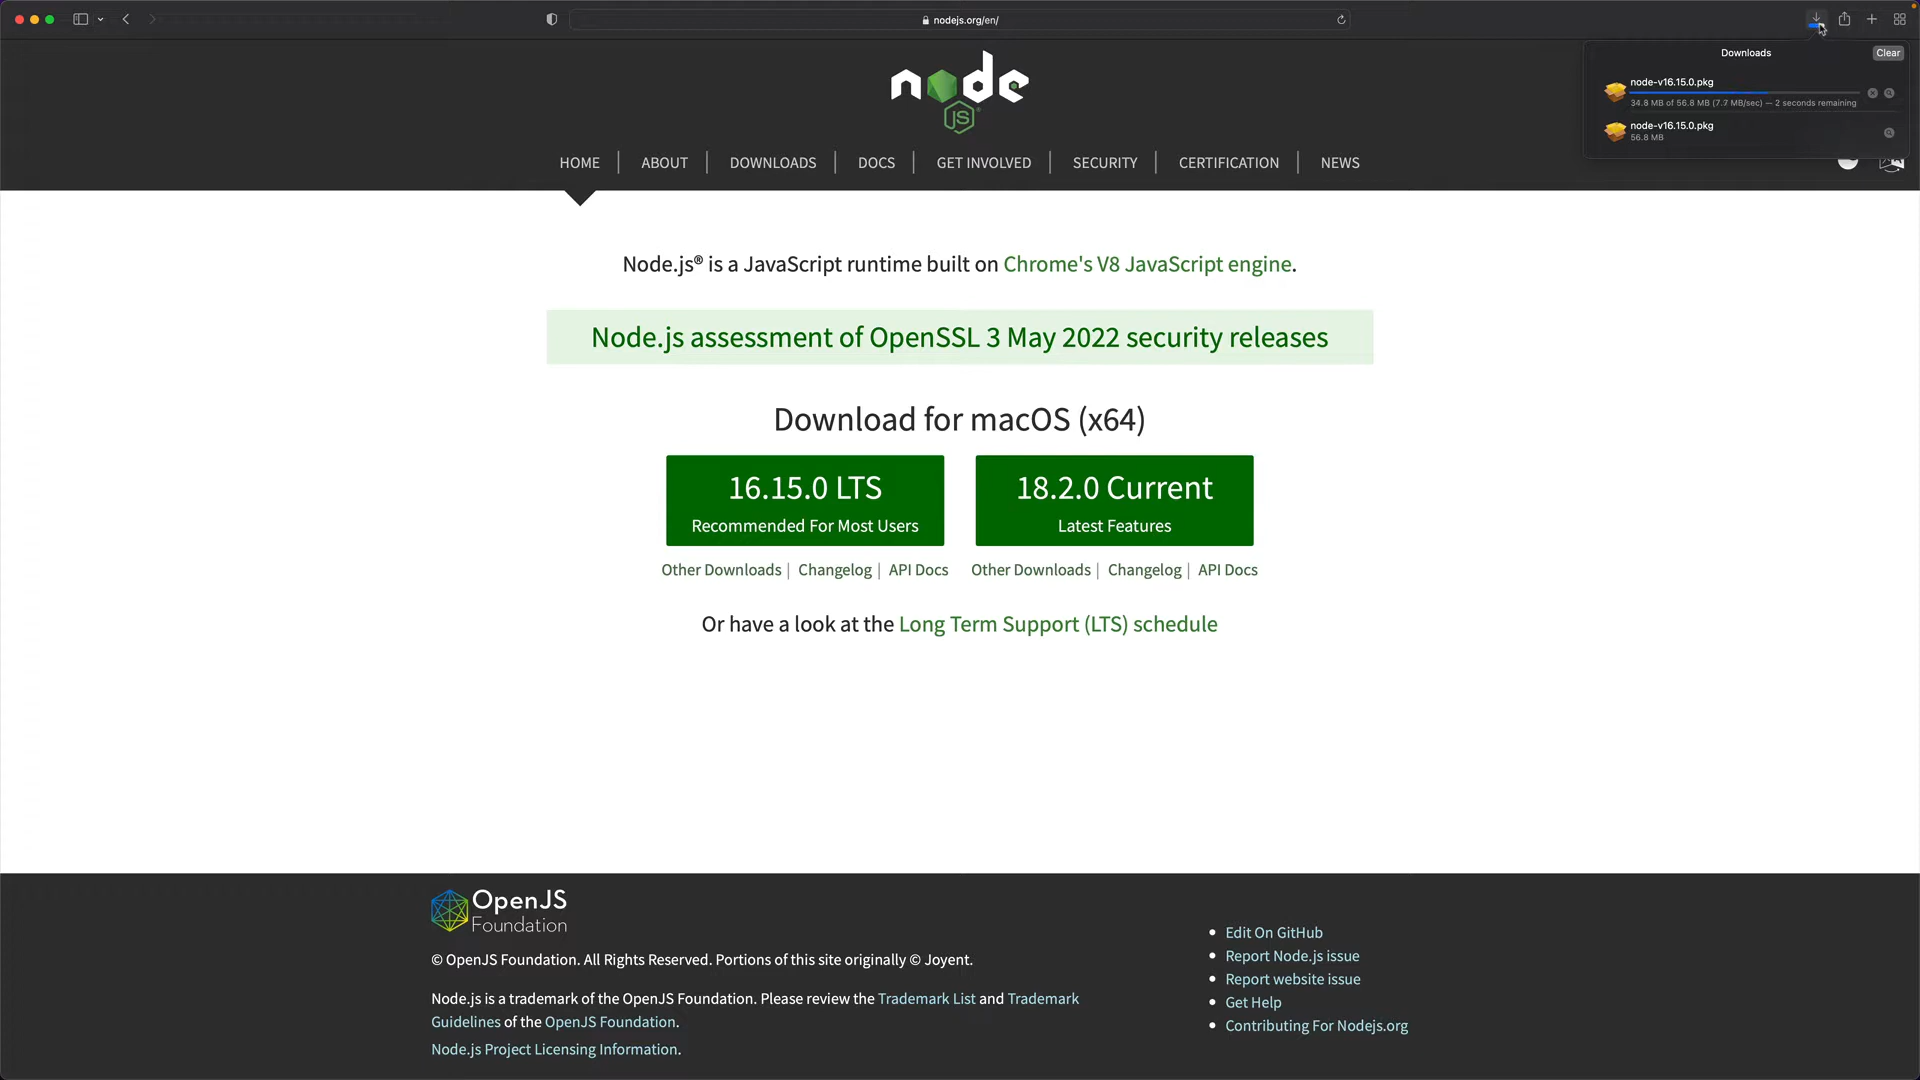 nodejs.org/en/
Downloads
Clear
node-v16.15.0.pkg
34.8 MB of 56.8 MB (7.7 MB/sec) — 2 seconds remaining
node-v16.15.0.pkg
56.8 MB
node
JS
HOME | ABOUT | DOWNLOADS | DOCS | GET INVOLVED | SECURITY | CERTIFICATION | NEWS
Node.js® is a JavaScript runtime built on Chrome's V8 JavaScript engine.
Node.js assessment of OpenSSL 3 May 2022 security releases
Download for macOS (x64)
16.15.0 LTS
Recommended For Most Users
18.2.0 Current
Latest Features
Other Downloads | Changelog | API Docs
Other Downloads | Changelog | API Docs
Or have a look at the Long Term Support (LTS) schedule
OpenJS
Foundation
© OpenJS Foundation. All Rights Reserved. Portions of this site originally © Joyent.
Node.js is a trademark of the OpenJS Foundation. Please review the Trademark List and Trademark
Guidelines of the OpenJS Foundation.
Node.js Project Licensing Information.
Edit On GitHub
Report Node.js issue
Report website issue
Get Help
Contributing For Nodejs.org